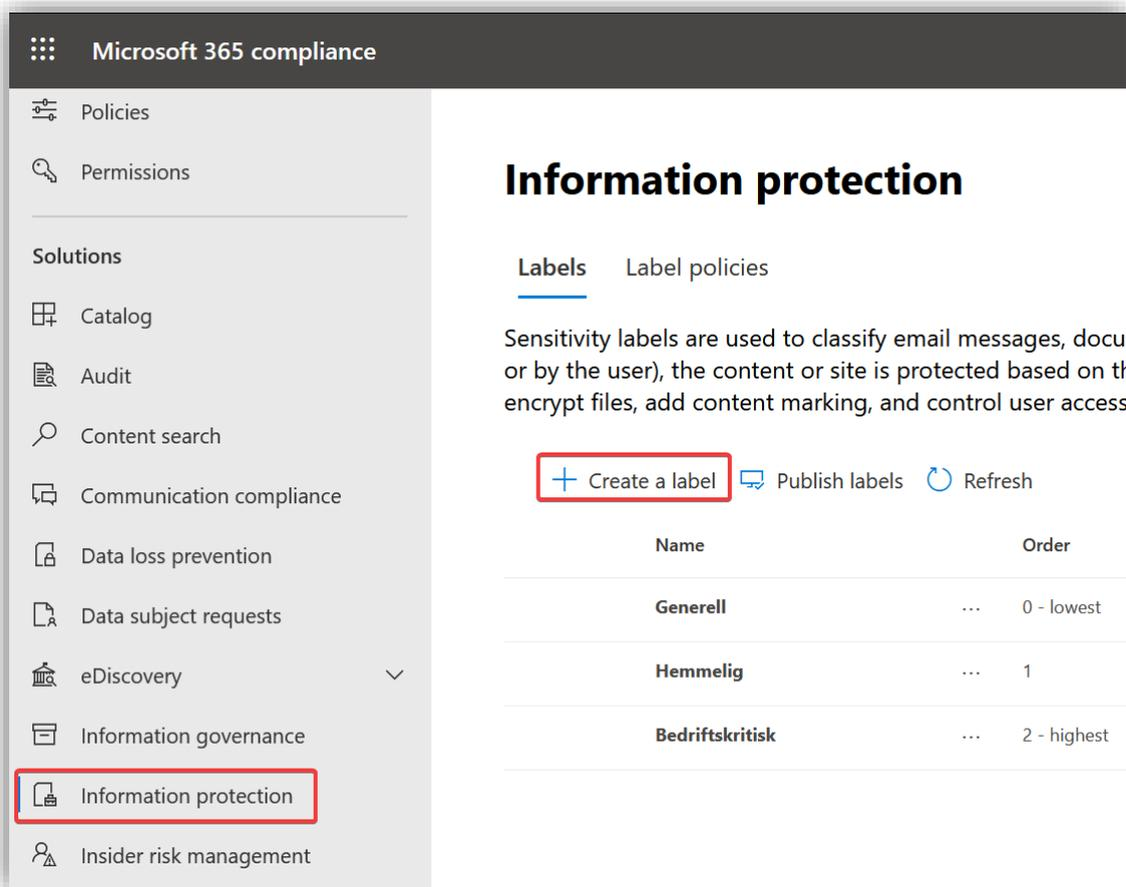 Microsoft 365 compliance
Policies
Permissions
Solutions
Catalog
Audit
Content search
Communication compliance
Data loss prevention
Data subject requests
eDiscovery
Information governance
Information protection
Insider risk management
Information protection
Labels Label policies
Sensitivity labels are used to classify email messages, docu
or by the user), the content or site is protected based on th
encrypt files, add content marking, and control user access
Create a label Publish labels Refresh
Name Order
Generell ... 0 - lowest
Hemmelig ... 1
Bedriftskritisk ... 2 - highest